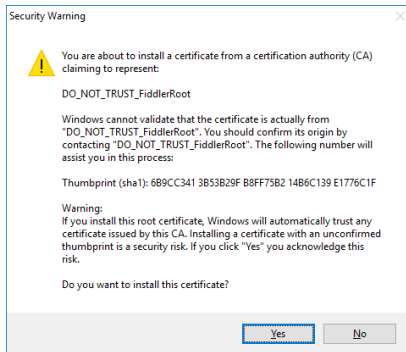 Security Warning
You are about to install a certificate from a certification authority (CA)
claiming to represent:
DO_NOT_TRUST_FiddlerRoot
Windows cannot validate that the certificate is actually from
"DO_NOT_TRUST_FiddlerRoot". You should confirm its origin by
contacting "DO_NOT_TRUST_FiddlerRoot". The following number will
assist you in this process:
Thumbprint (sha1): 6B9CC341 3B53B29F B8FF75B2 14B6C139 E1776C1F
Warning:
If you install this root certificate, Windows will automatically trust any
certificate issued by this CA. Installing a certificate with an unconfirmed
thumbprint is a security risk. If you click "Yes" you acknowledge this
risk.
Do you want to install this certificate?
Yes
No